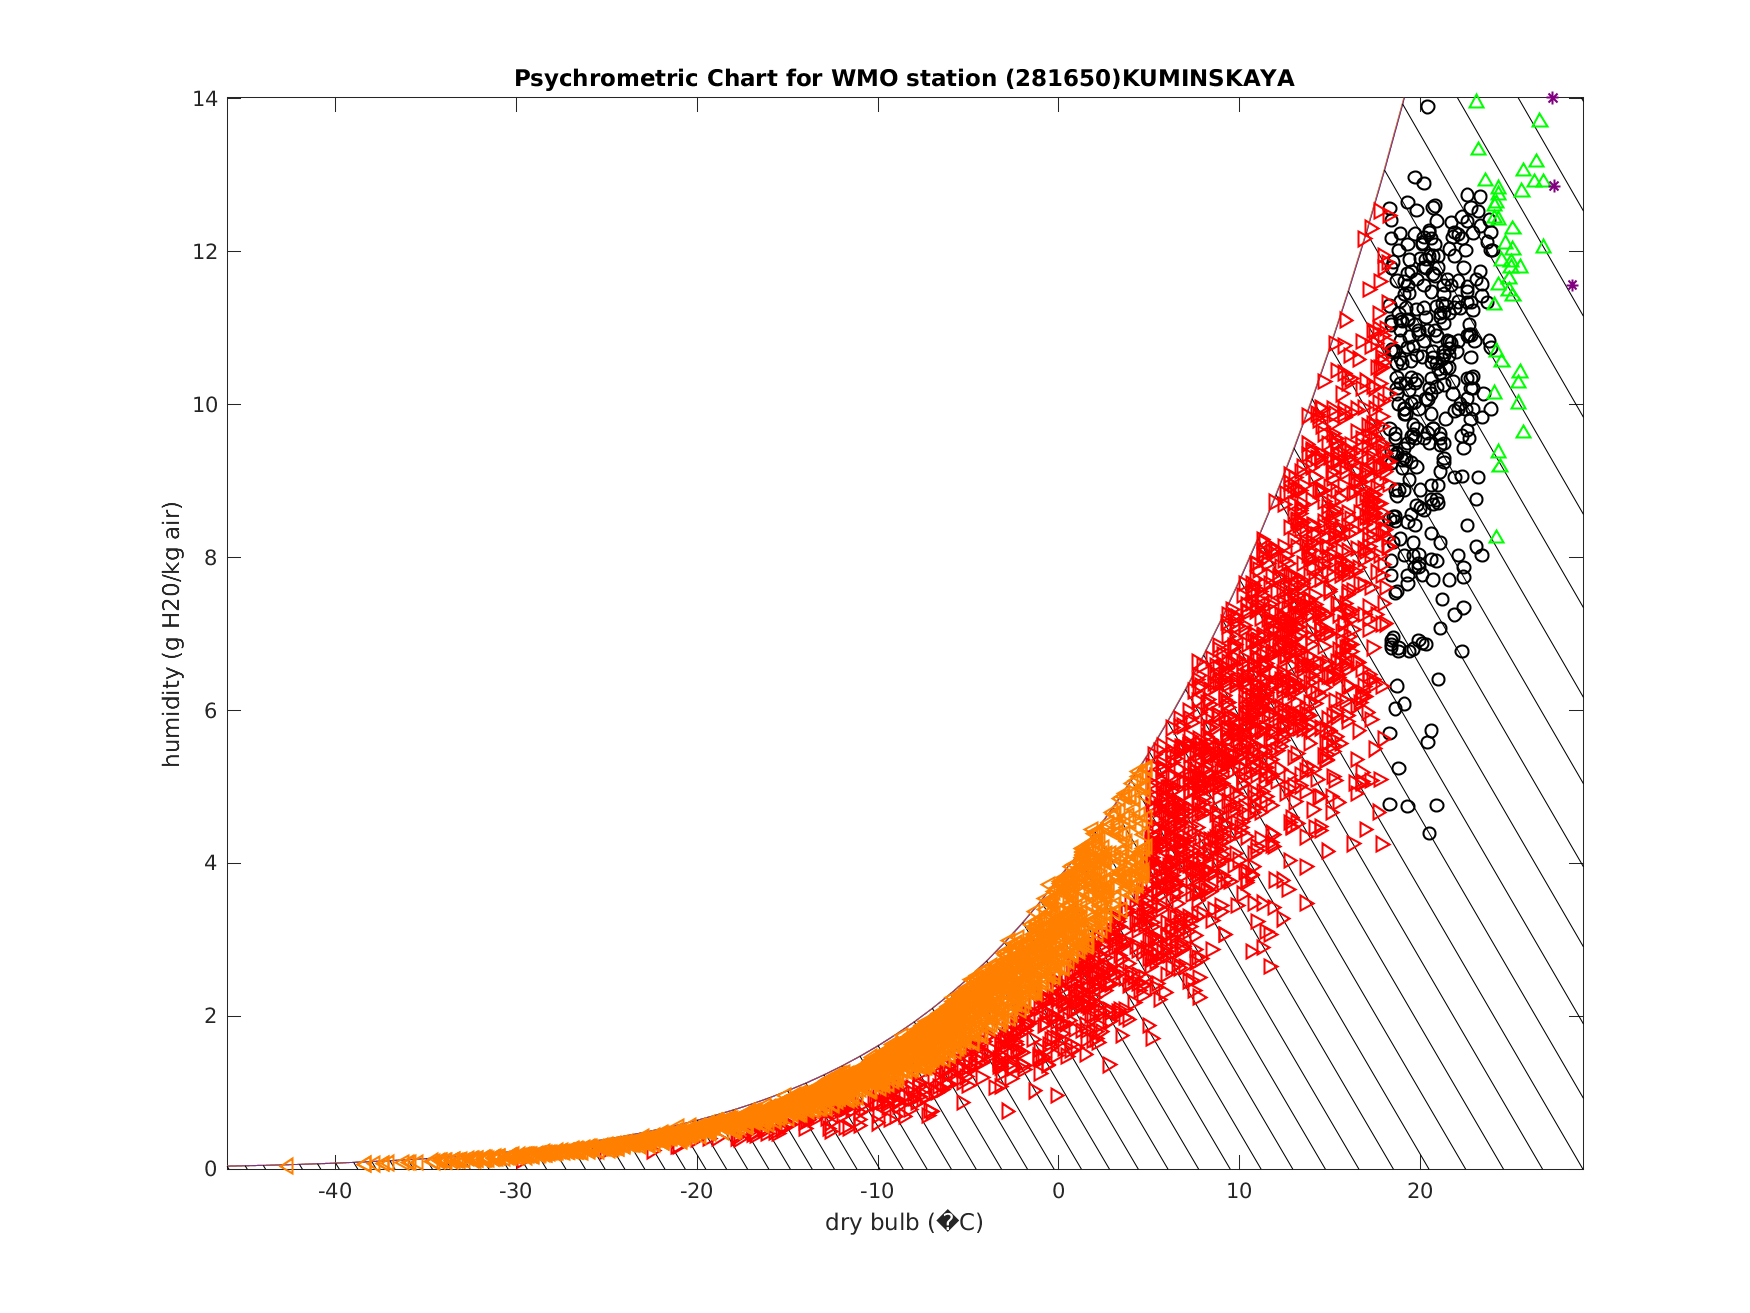 Psychrometric Chart for WMO station (281650)KUMINSKAYA
14
12
10
8
6
4
2
0
humidity (g H20/kg air)
-40 -30 -20 -10 0 10 20
dry bulb (�C)